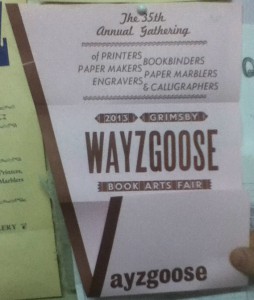 The 35th
Annual Gathering
of PRINTERS BOOKBINDERS
PAPER MAKERS PAPER MARBLERS
ENGRAVERS & CALLIGRAPHERS
2013 GRIMSBY
WAYZGOOSE
BOOK ARTS FAIR
Vayzgoose